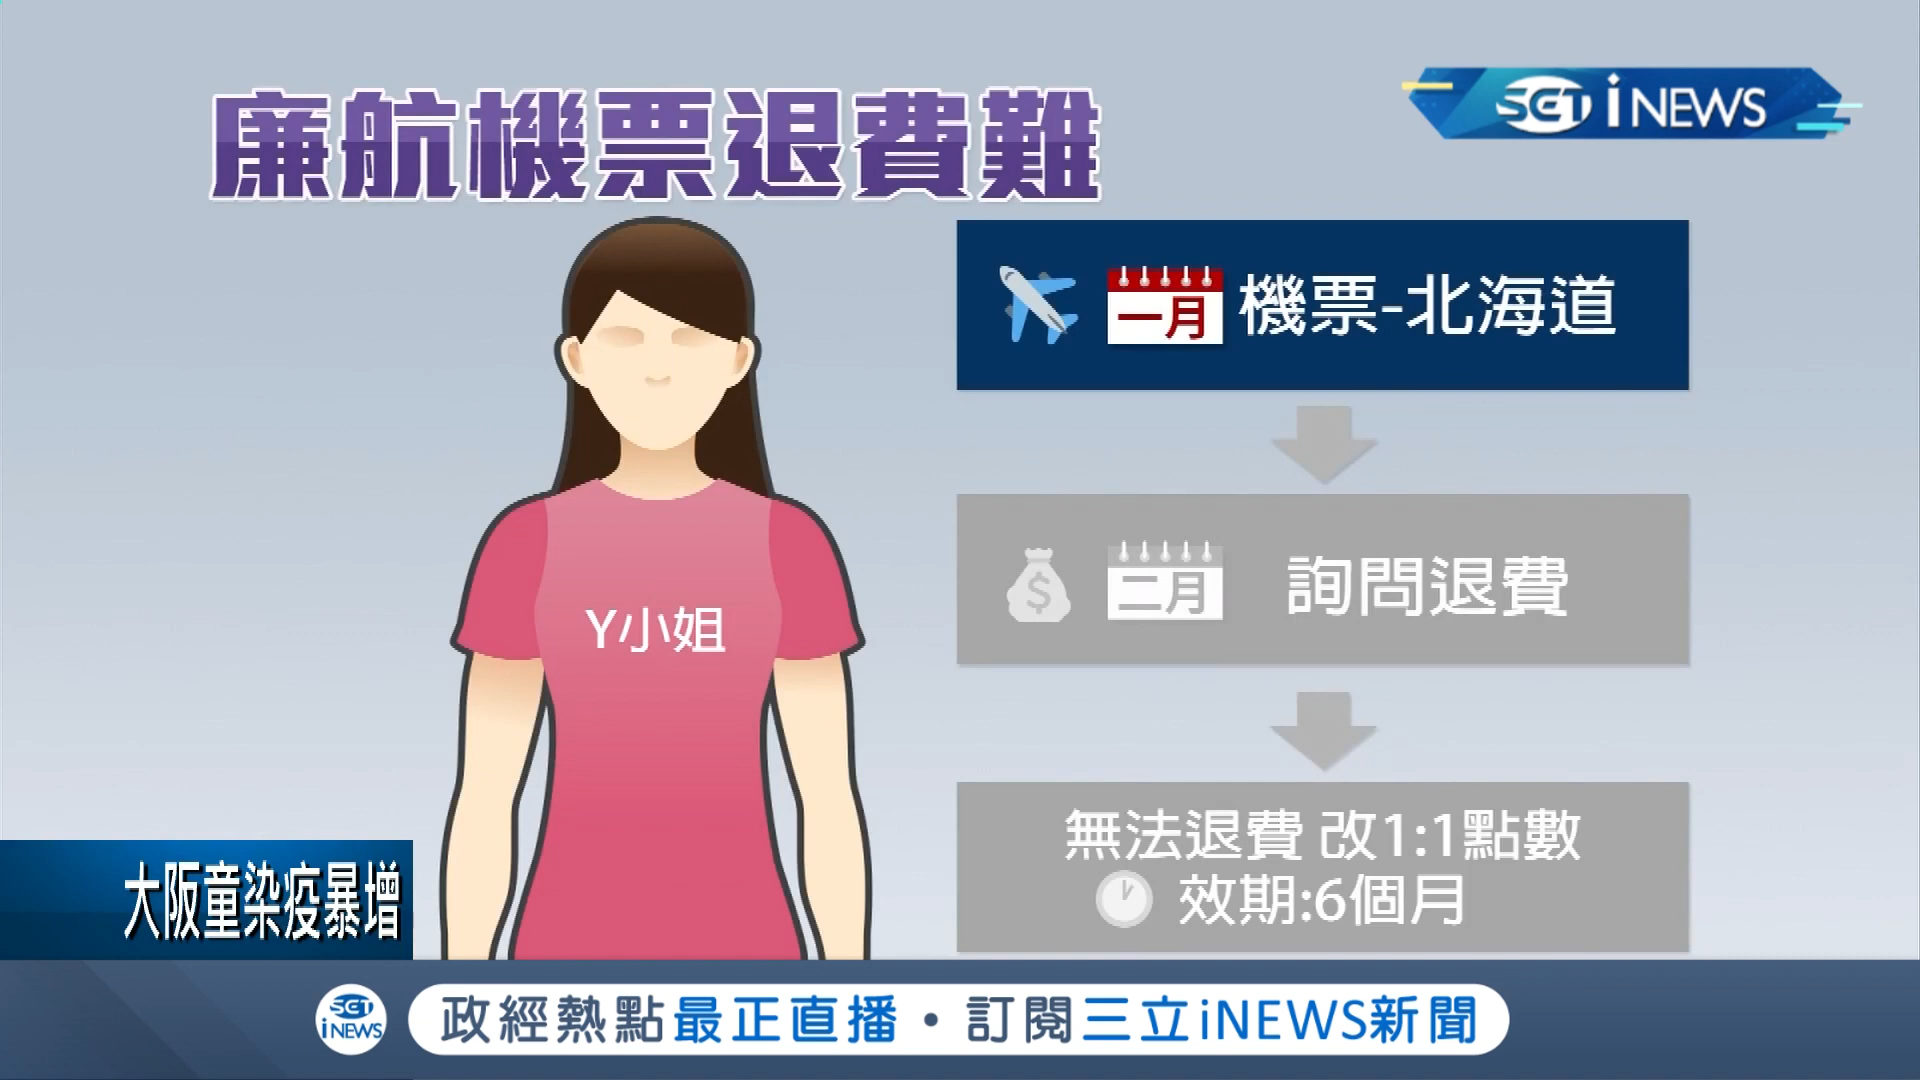 廉航機票退費難
SET iNEWS
一月 機票-北海道
二月 詢問退費
Y小姐
無法退費 改1:1點數
效期:6個月
大阪童染疫暴增
SET iNEWS
政經熱點最正直播・訂閱三立iNEWS新聞